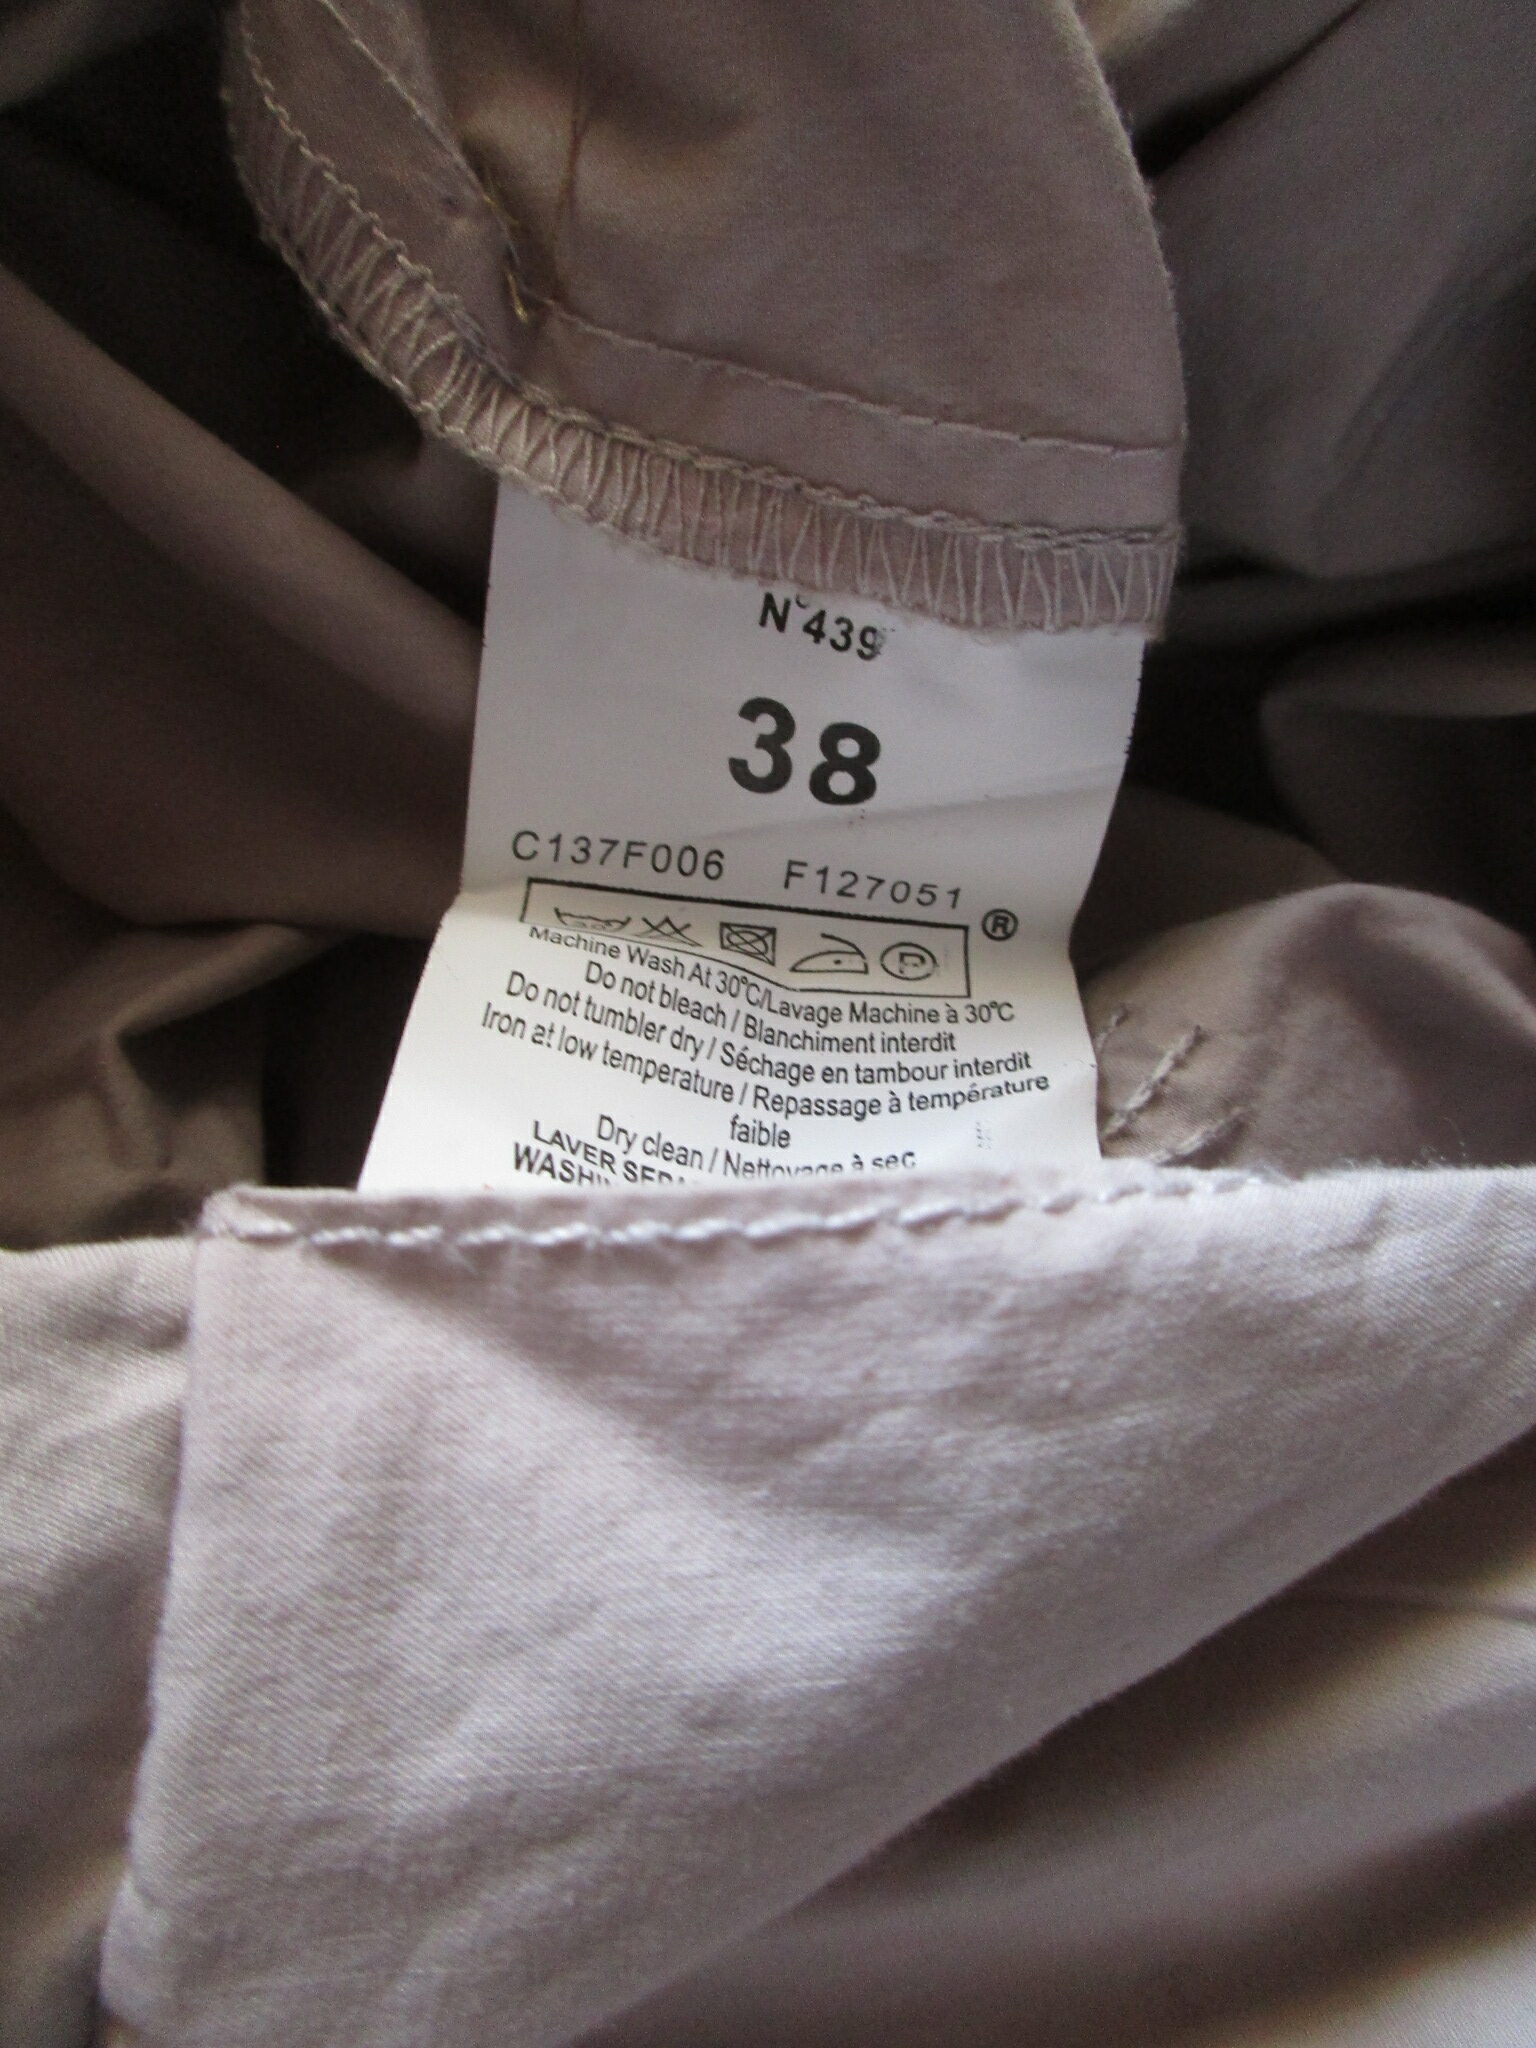 N°439
38
C137F006 F127051
®
P
Machine Wash At 30°C/Lavage Machine à 30°C
Do not bleach / Blanchiment interdit
Do not tumbler dry / Séchage en tambour interdit
Iron at low temperature / Repassage à température
faible
Dry clean / Nettoyage à sec
LAVER